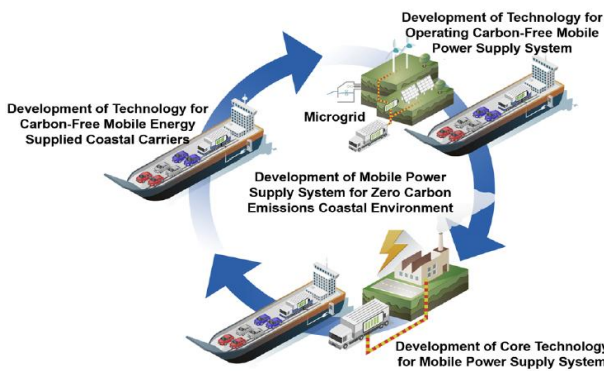 Development of Technology for
Operating Carbon-Free Mobile
Power Supply System
Development of Technology for
Carbon-Free Mobile Energy
Supplied Coastal Carriers
Microgrid
Development of Mobile Power
Supply System for Zero Carbon
Emissions Coastal Environment
Development of Core Technology
for Mobile Power Supply System